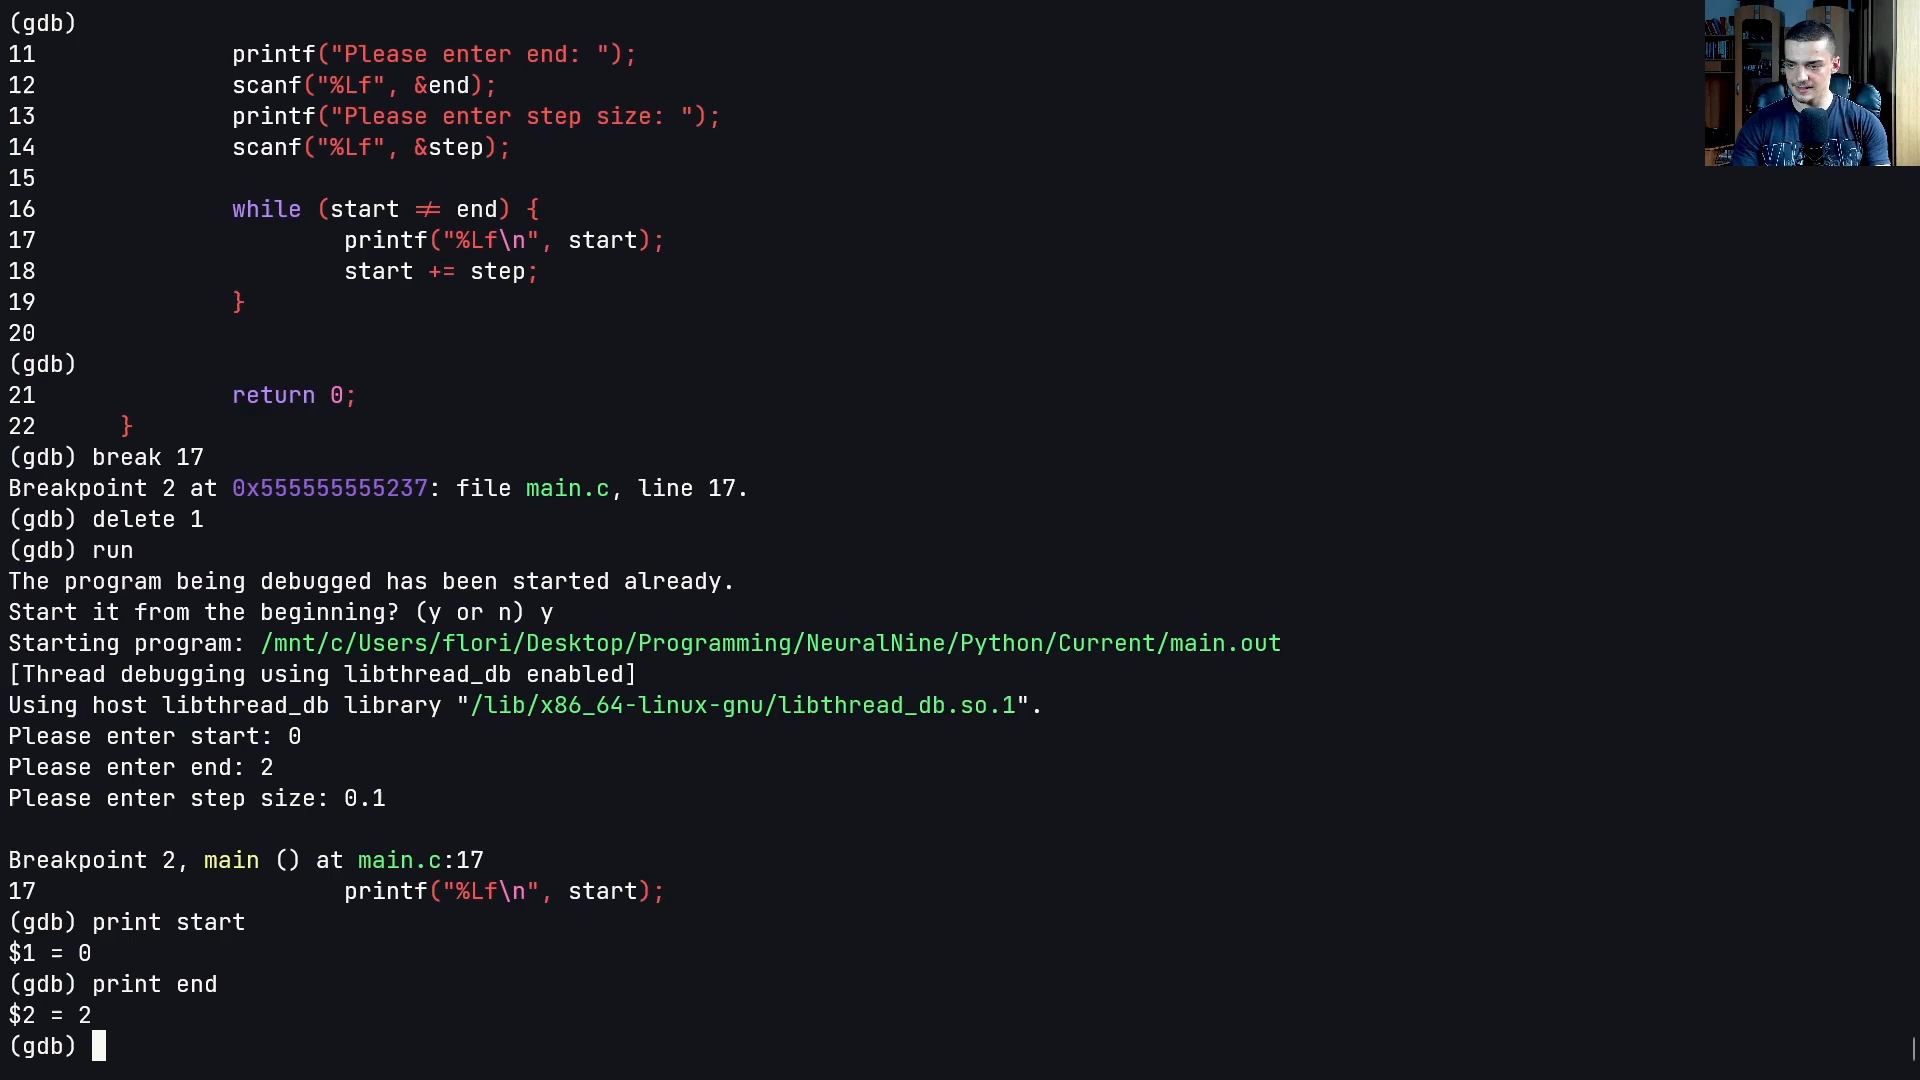 (gdb)
11              printf("Please enter end: ");
12              scanf("%Lf", &end);
13              printf("Please enter step size: ");
14              scanf("%Lf", &step);
15
16              while (start ≠ end) {
17                      printf("%Lf\n", start);
18                      start += step;
19              }
20
(gdb)
21              return 0;
22      }
(gdb) break 17
Breakpoint 2 at 0x555555555237: file main.c, line 17.
(gdb) delete 1
(gdb) run
The program being debugged has been started already.
Start it from the beginning? (y or n) y
Starting program: /mnt/c/Users/flori/Desktop/Programming/NeuralNine/Python/Current/main.out
[Thread debugging using libthread_db enabled]
Using host libthread_db library "/lib/x86_64-linux-gnu/libthread_db.so.1".
Please enter start: 0
Please enter end: 2
Please enter step size: 0.1

Breakpoint 2, main () at main.c:17
17                      printf("%Lf\n", start);
(gdb) print start
$1 = 0
(gdb) print end
$2 = 2
(gdb)